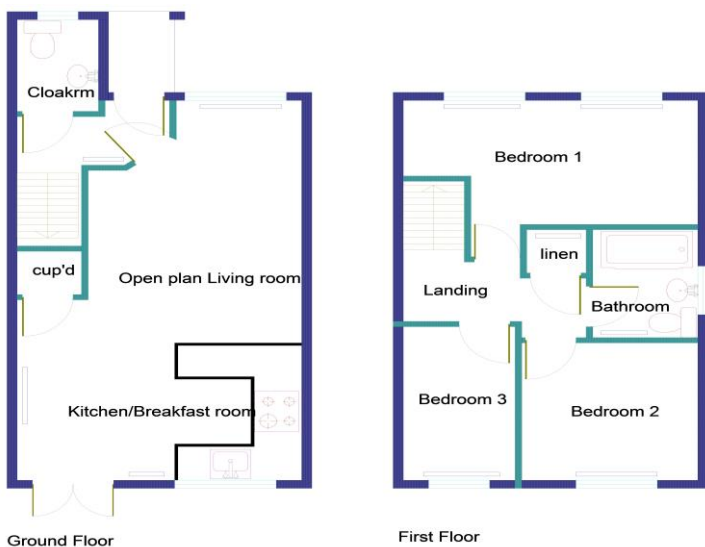 Cloakrm
cup'd
Open plan Living room
Kitchen/Breakfast room
Ground Floor
Bedroom 1
linen
Landing
Bathroom
Bedroom 3
Bedroom 2
First Floor